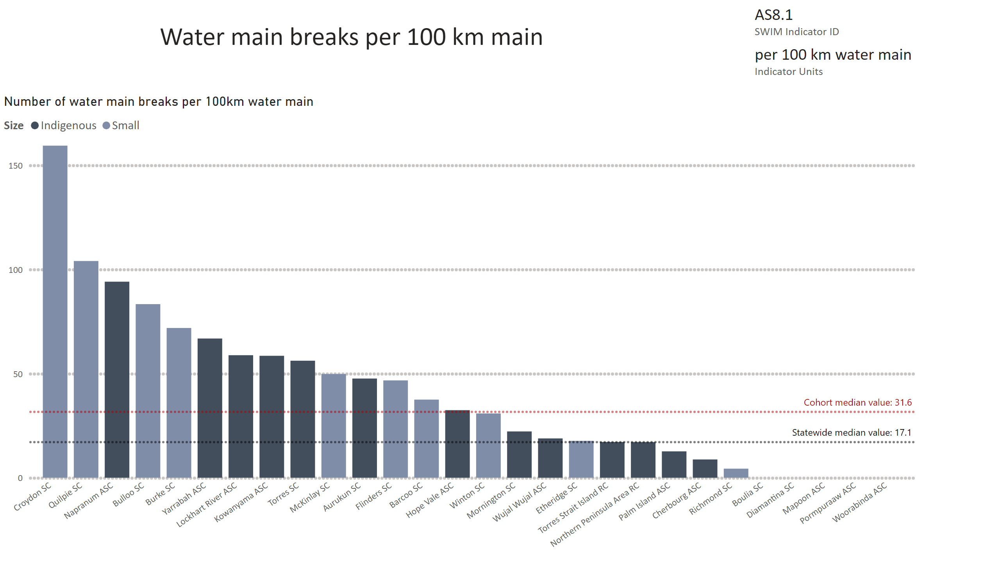 Water main breaks per 100 km main
AS8.1
SWIM Indicator ID
per 100 km water main
Indicator Units
Number of water main breaks per 100km water main
Size Indigenous Small
150
100
50
Cohort median value: 31.6
Statewide median value: 17.1
0
Croydon SC
Quilpie SC
Napranum ASC
Bulloo SC
Burke SC
Yarrabah ASC
Lockhart River ASC
Kowanyama ASC
Torres SC
McKinlay SC
Aurukun SC
Flinders SC
Barcoo SC
Hope Vale ASC
Winton SC
Mornington SC
Wujal Wujal ASC
Etheridge SC
Torres Strait Island RC
Northern Peninsula Area RC
Palm Island ASC
Cherbourg ASC
Richmond SC
Boulia SC
Diamantina SC
Mapoon ASC
Pormpuraaw ASC
Woorabinda ASC